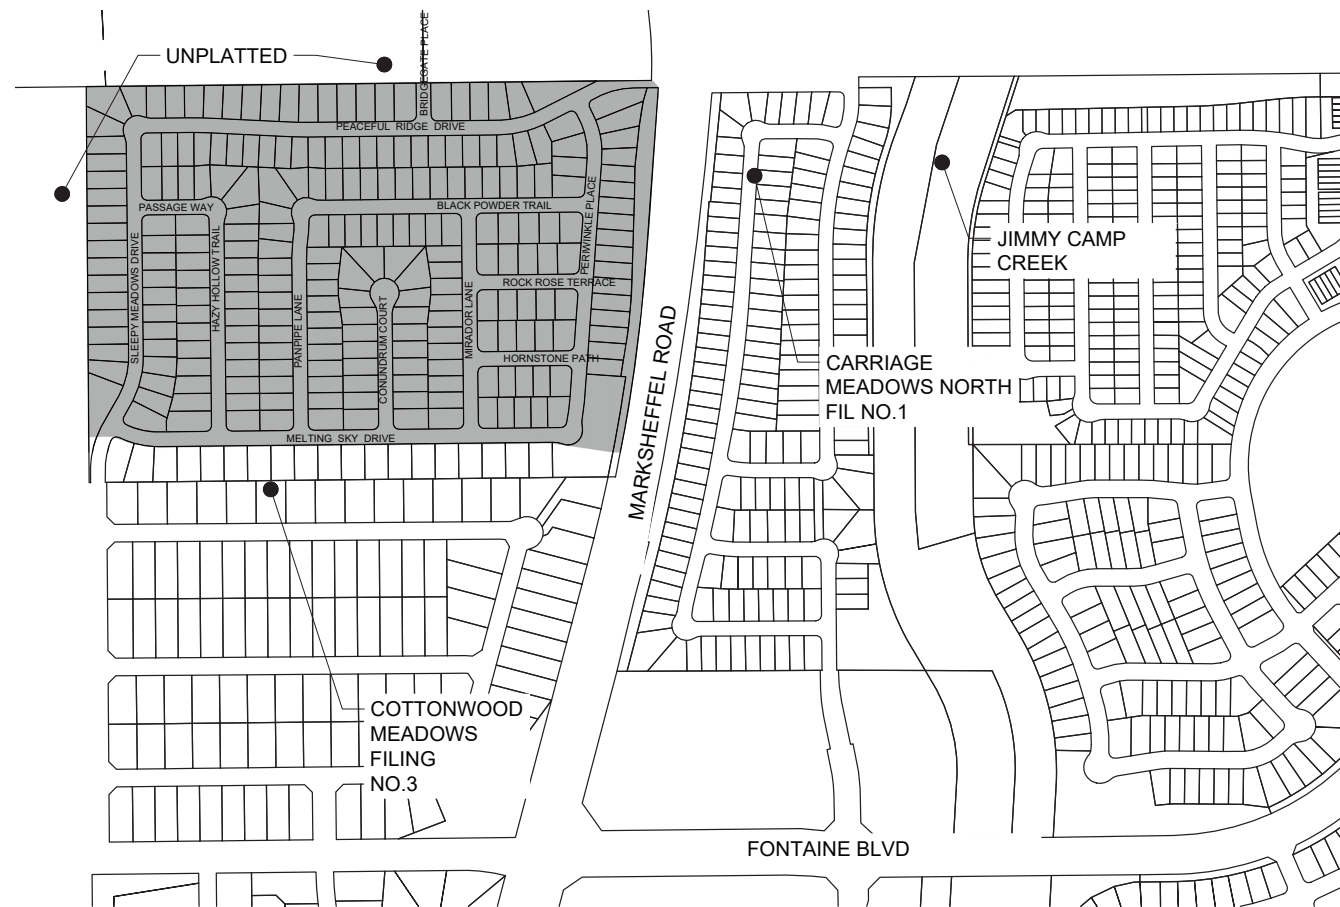 BRIDGEGATE PLACE
UNPLATTED
PEACEFUL RIDGE DRIVE
PASSAGE WAY
BLACK POWDER TRAIL
PERIWINKLE PLACE
SLEEPY MEADOWS DRIVE
HAZY HOLLOW TRAIL
PANPIPE LANE
CONUNDRUM COURT
MIRADOR LANE
ROCK ROSE TERRACE
HORNSTONE PATH
MELTING SKY DRIVE
MARKSHEFFEL ROAD
JIMMY CAMP
CREEK
CARRIAGE
MEADOWS NORTH
FIL NO.1
COTTONWOOD
MEADOWS
FILING
NO.3
FONTAINE BLVD